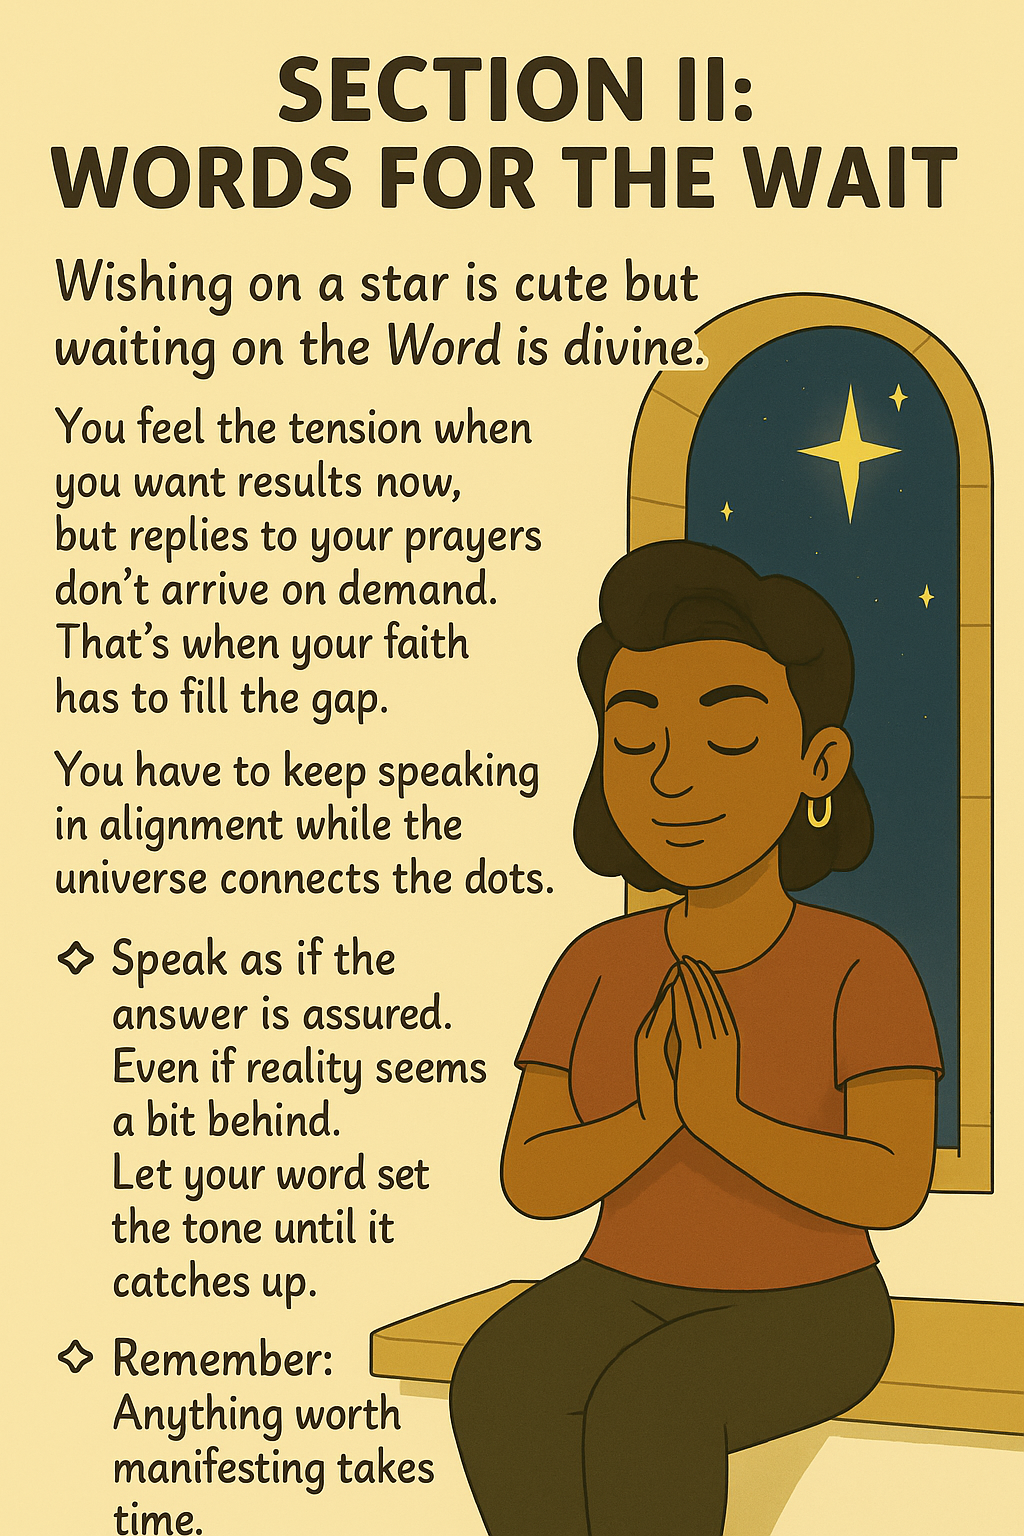 SECTION II:
WORDS FOR THE WAIT
Wishing on a star is cute but
waiting on the Word is divine.
You feel the tension when
you want results now,
but replies to your prayers
don’t arrive on demand.
That’s when your faith
has to fill the gap.
You have to keep speaking
in alignment while the
universe connects the dots.
Speak as if the
answer is assured.
Even if reality seems
a bit behind.
Let your word set
the tone until it
catches up.
Remember:
Anything worth
manifesting takes
time.